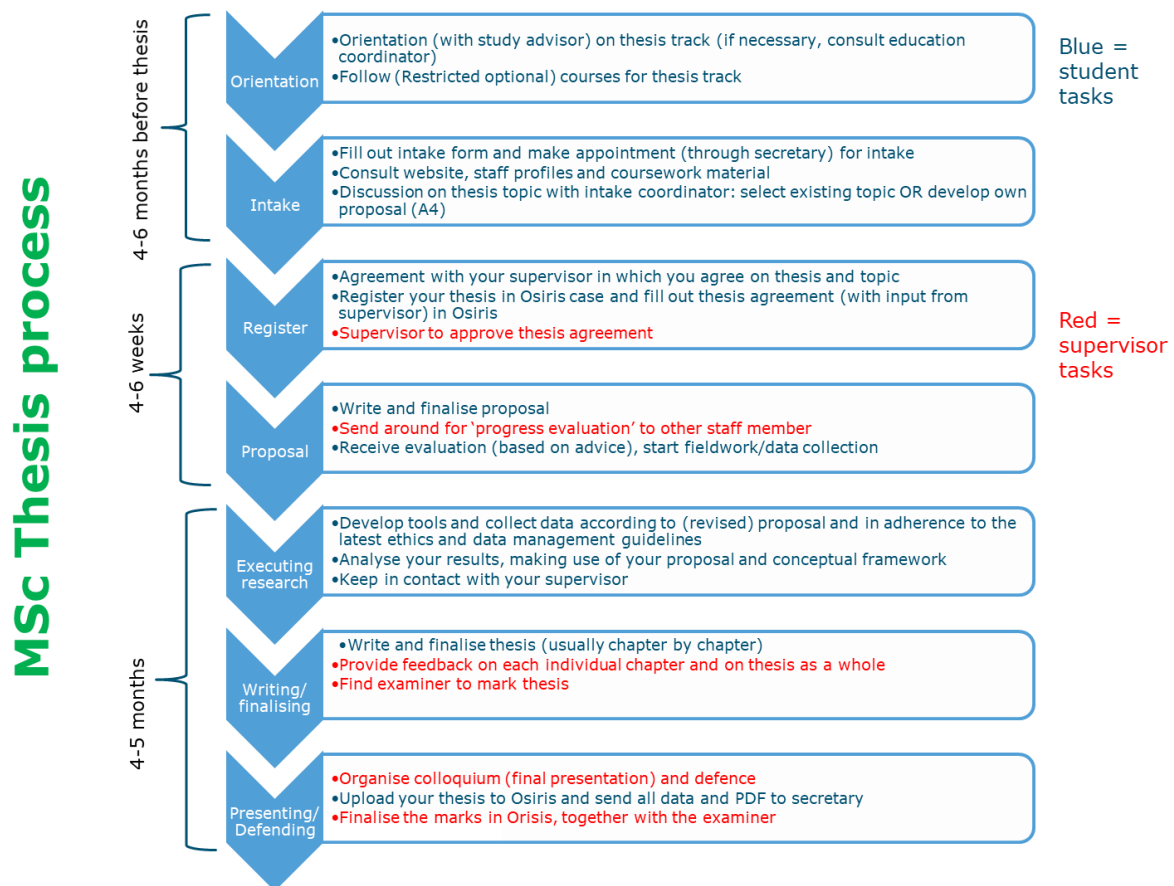 MSc Thesis process
4-6 months before thesis
Orientation
•Orientation (with study advisor) on thesis track (if necessary, consult education
coordinator)
•Follow (Restricted optional) courses for thesis track
Blue =
student
tasks
Intake
•Fill out intake form and make appointment (through secretary) for intake
•Consult website, staff profiles and coursework material
•Discussion on thesis topic with intake coordinator: select existing topic OR develop own
proposal (A4)
4-6 weeks
Register
•Agreement with your supervisor in which you agree on thesis and topic
•Register your thesis in Osiris case and fill out thesis agreement (with input from
supervisor) in Osiris
•Supervisor to approve thesis agreement
Red =
supervisor
tasks
Proposal
•Write and finalise proposal
•Send around for ‘progress evaluation’ to other staff member
•Receive evaluation (based on advice), start fieldwork/data collection
4-5 months
Executing
research
•Develop tools and collect data according to (revised) proposal and in adherence to the
latest ethics and data management guidelines
•Analyse your results, making use of your proposal and conceptual framework
•Keep in contact with your supervisor
Writing/
finalising
•Write and finalise thesis (usually chapter by chapter)
•Provide feedback on each individual chapter and on thesis as a whole
•Find examiner to mark thesis
Presenting/
Defending
•Organise colloquium (final presentation) and defence
•Upload your thesis to Osiris and send all data and PDF to secretary
•Finalise the marks in Orisis, together with the examiner